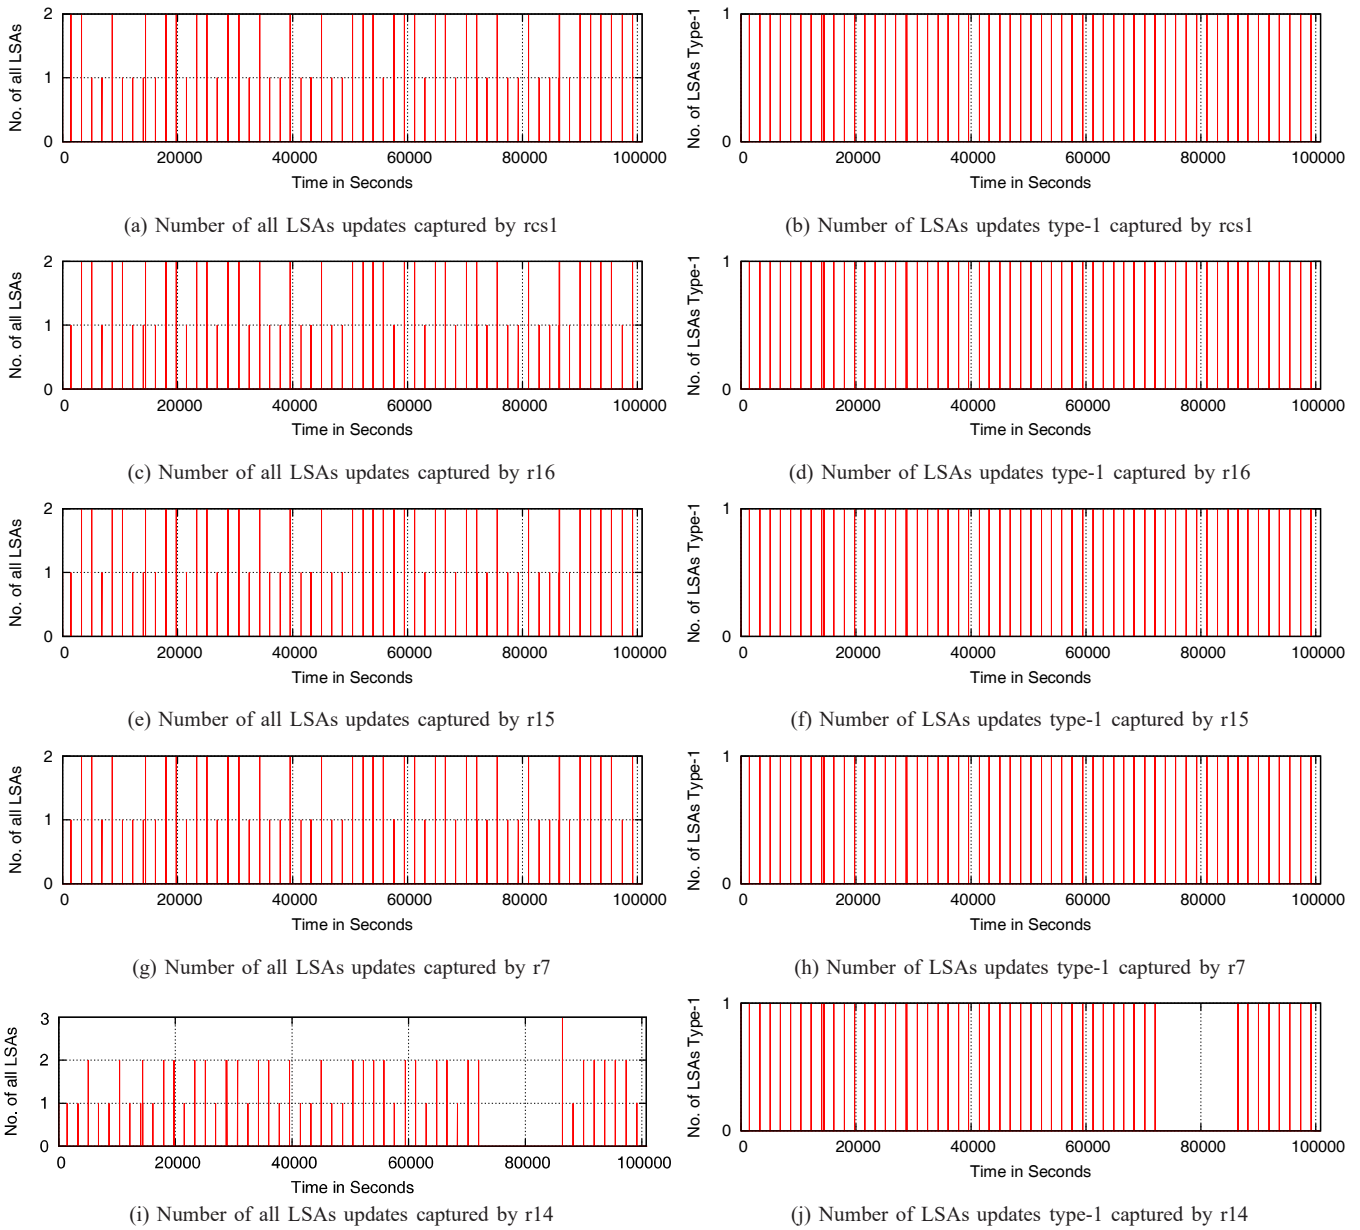 No. of all LSAs
2
1
0
0 20000 40000 60000 80000 100000
Time in Seconds
(a) Number of all LSAs updates captured by rcs1
No. of LSAs Type-1
1
0
0 20000 40000 60000 80000 100000
Time in Seconds
(b) Number of LSAs updates type-1 captured by rcs1
No. of all LSAs
2
1
0
0 20000 40000 60000 80000 100000
Time in Seconds
(c) Number of all LSAs updates captured by r16
No. of LSAs Type-1
1
0
0 20000 40000 60000 80000 100000
Time in Seconds
(d) Number of LSAs updates type-1 captured by r16
No. of all LSAs
2
1
0
0 20000 40000 60000 80000 100000
Time in Seconds
(e) Number of all LSAs updates captured by r15
No. of LSAs Type-1
1
0
0 20000 40000 60000 80000 100000
Time in Seconds
(f) Number of LSAs updates type-1 captured by r15
No. of all LSAs
2
1
0
0 20000 40000 60000 80000 100000
Time in Seconds
(g) Number of all LSAs updates captured by r7
No. of LSAs Type-1
1
0
0 20000 40000 60000 80000 100000
Time in Seconds
(h) Number of LSAs updates type-1 captured by r7
No. of all LSAs
3
2
1
0
0 20000 40000 60000 80000 100000
Time in Seconds
(i) Number of all LSAs updates captured by r14
No. of LSAs Type-1
1
0
0 20000 40000 60000 80000 100000
Time in Seconds
(j) Number of LSAs updates type-1 captured by r14